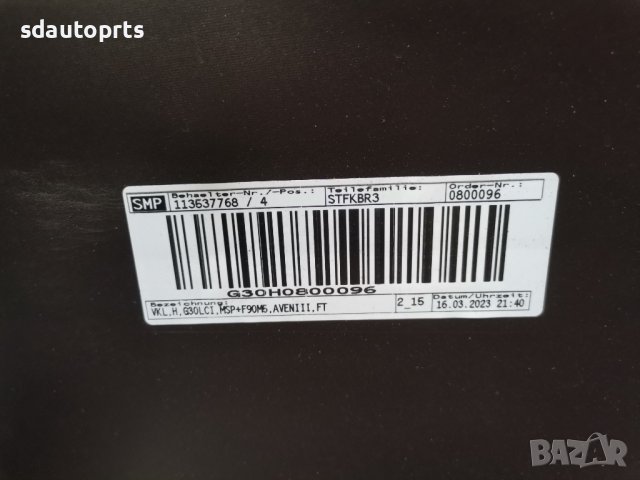 sdautoprts
SMP
Behaelter-Nr./-Pos.: Teilefamilie: Order-Nr.:
113637768 / 4 STFKBR3 0800096
G30H0800096
Bezeichnung: 2_15 Datum/Uhrzeit:
VKL,H,G30LCI,MSP+F90M5,AVENIII,FT 16.03.2023 21:40
BAZAR